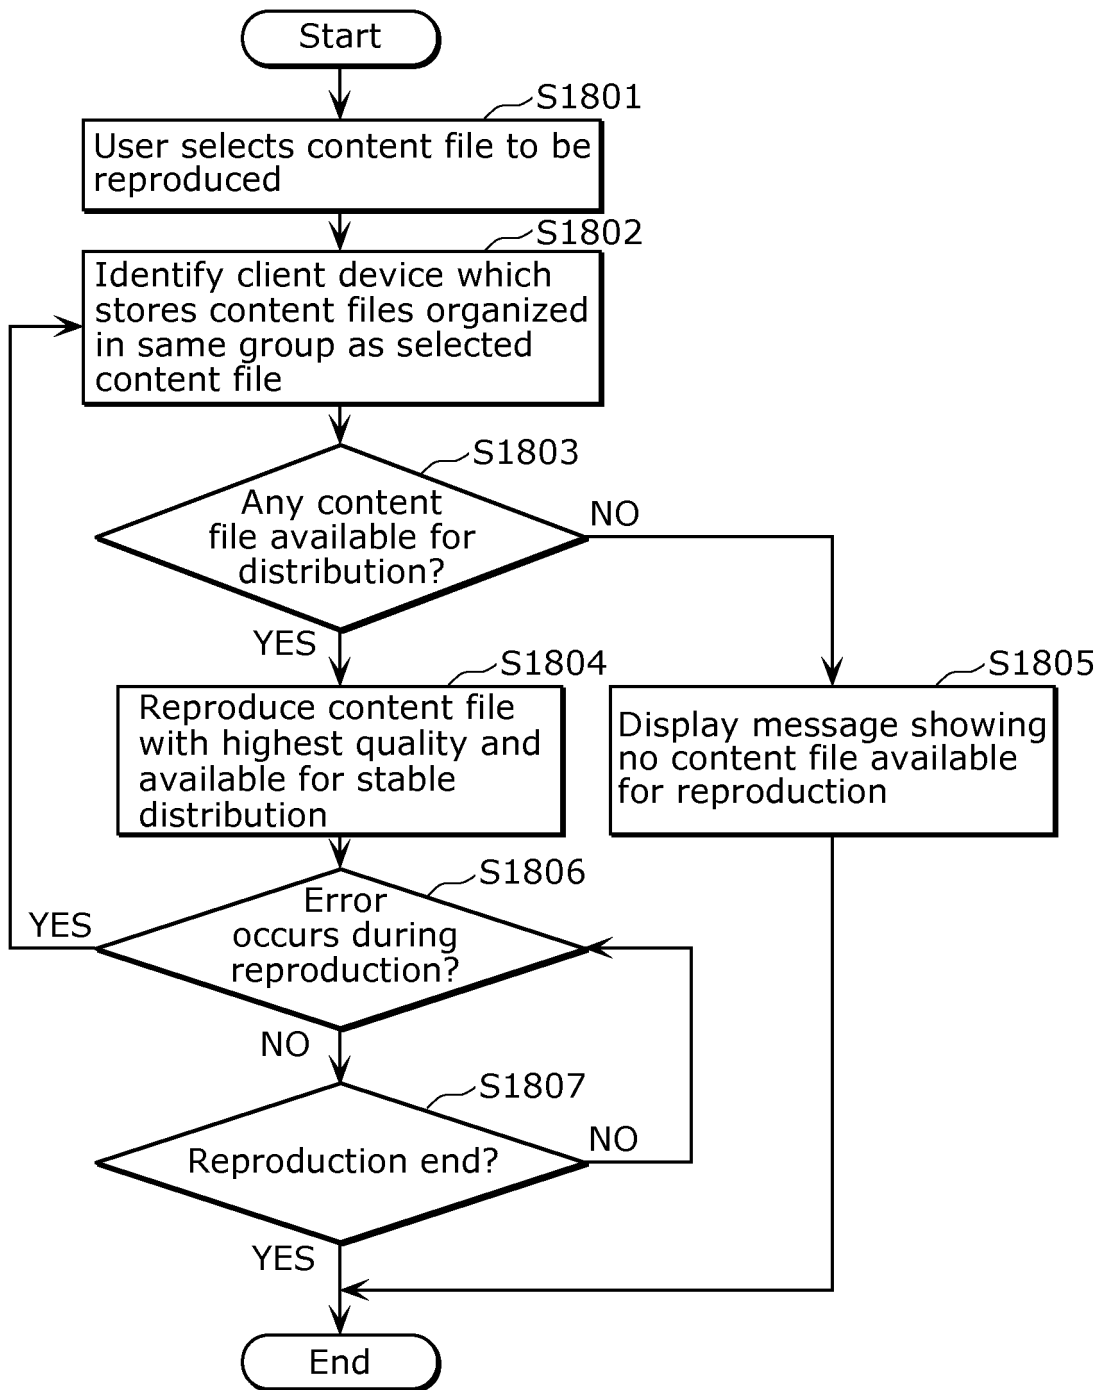 Start
S1801
User selects content file to be
reproduced
S1802
Identify client device which
stores content files organized
in same group as selected
content file
S1803
Any content
file available for
distribution?
NO
YES
S1804
Reproduce content file
with highest quality and
available for stable
distribution
S1805
Display message showing
no content file available
for reproduction
S1806
Error
occurs during
reproduction?
YES
NO
S1807
Reproduction end?
NO
YES
End